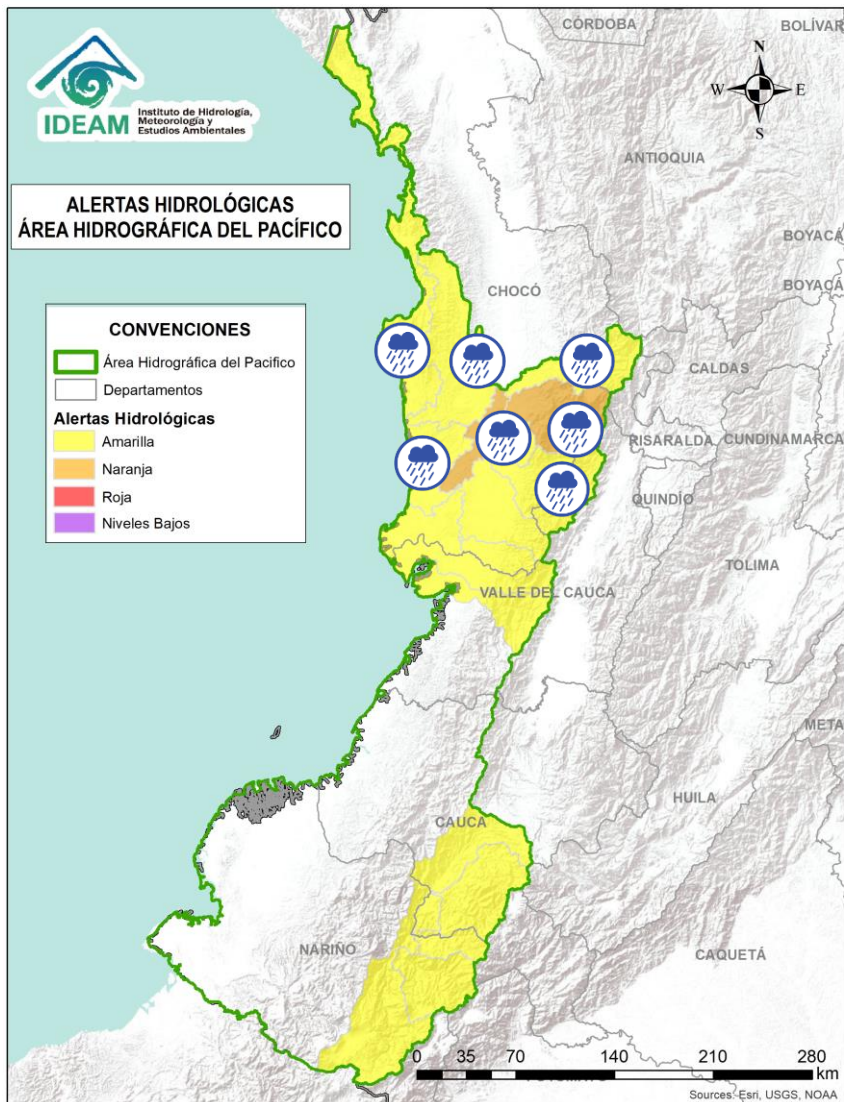 IDEAM
Instituto de Hidrología,
Meteorología y
Estudios Ambientales
ALERTAS HIDROLÓGICAS
ÁREA HIDROGRÁFICA DEL PACÍFICO
CONVENCIONES
Área Hidrográfica del Pacifico
Departamentos
Alertas Hidrológicas
Amarilla
Naranja
Roja
Niveles Bajos
N
W E
S
CÓRDOBA
BOLÍVAR
ANTIOQUIA
BOYACÁ
BOYACÁ
CHOCÓ
CALDAS
RISARALDA
CUNDINAMARCA
QUINDÍO
TOLIMA
VALLE DEL CAUCA
META
HUILA
CAUCA
NARIÑO
CAQUETÁ
0 35 70 140 210 280
km
Sources: Esri, USGS, NOAA